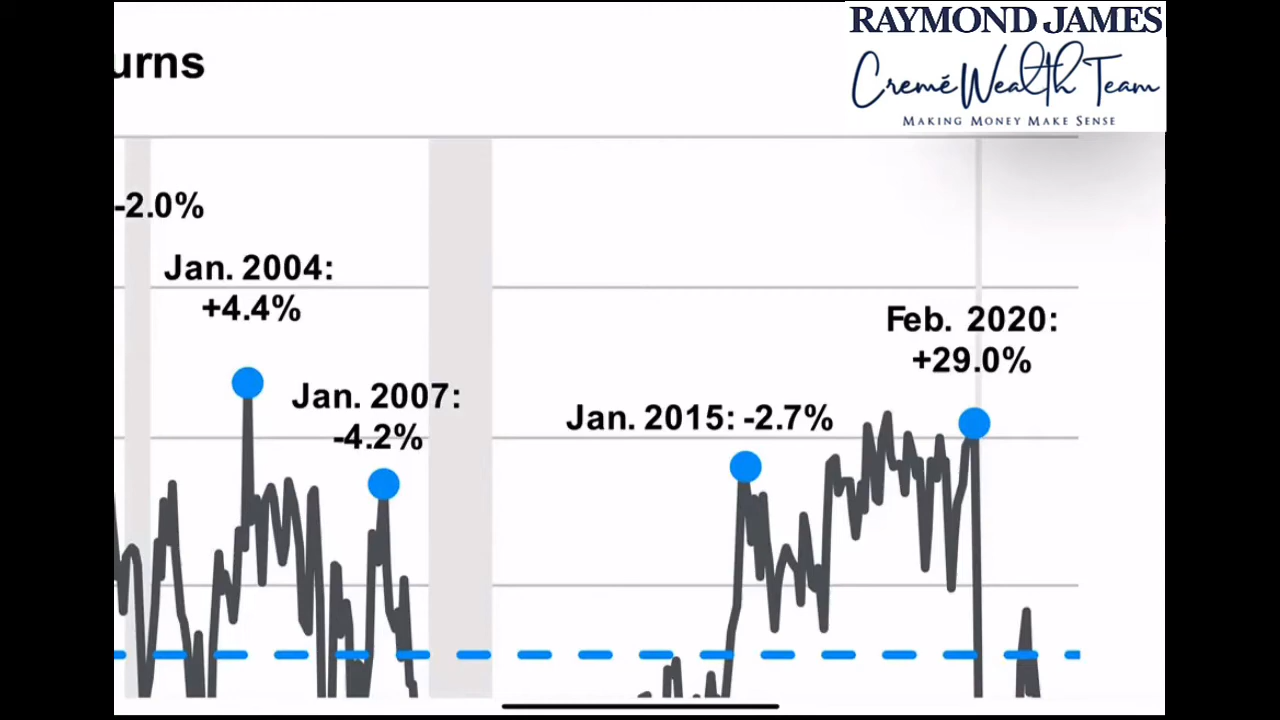 RAYMOND JAMES
Cremé Wealth Team
MAKING MONEY MAKE SENSE
urns
-2.0%
Jan. 2004:
+4.4%
Jan. 2007:
-4.2%
Jan. 2015: -2.7%
Feb. 2020:
+29.0%